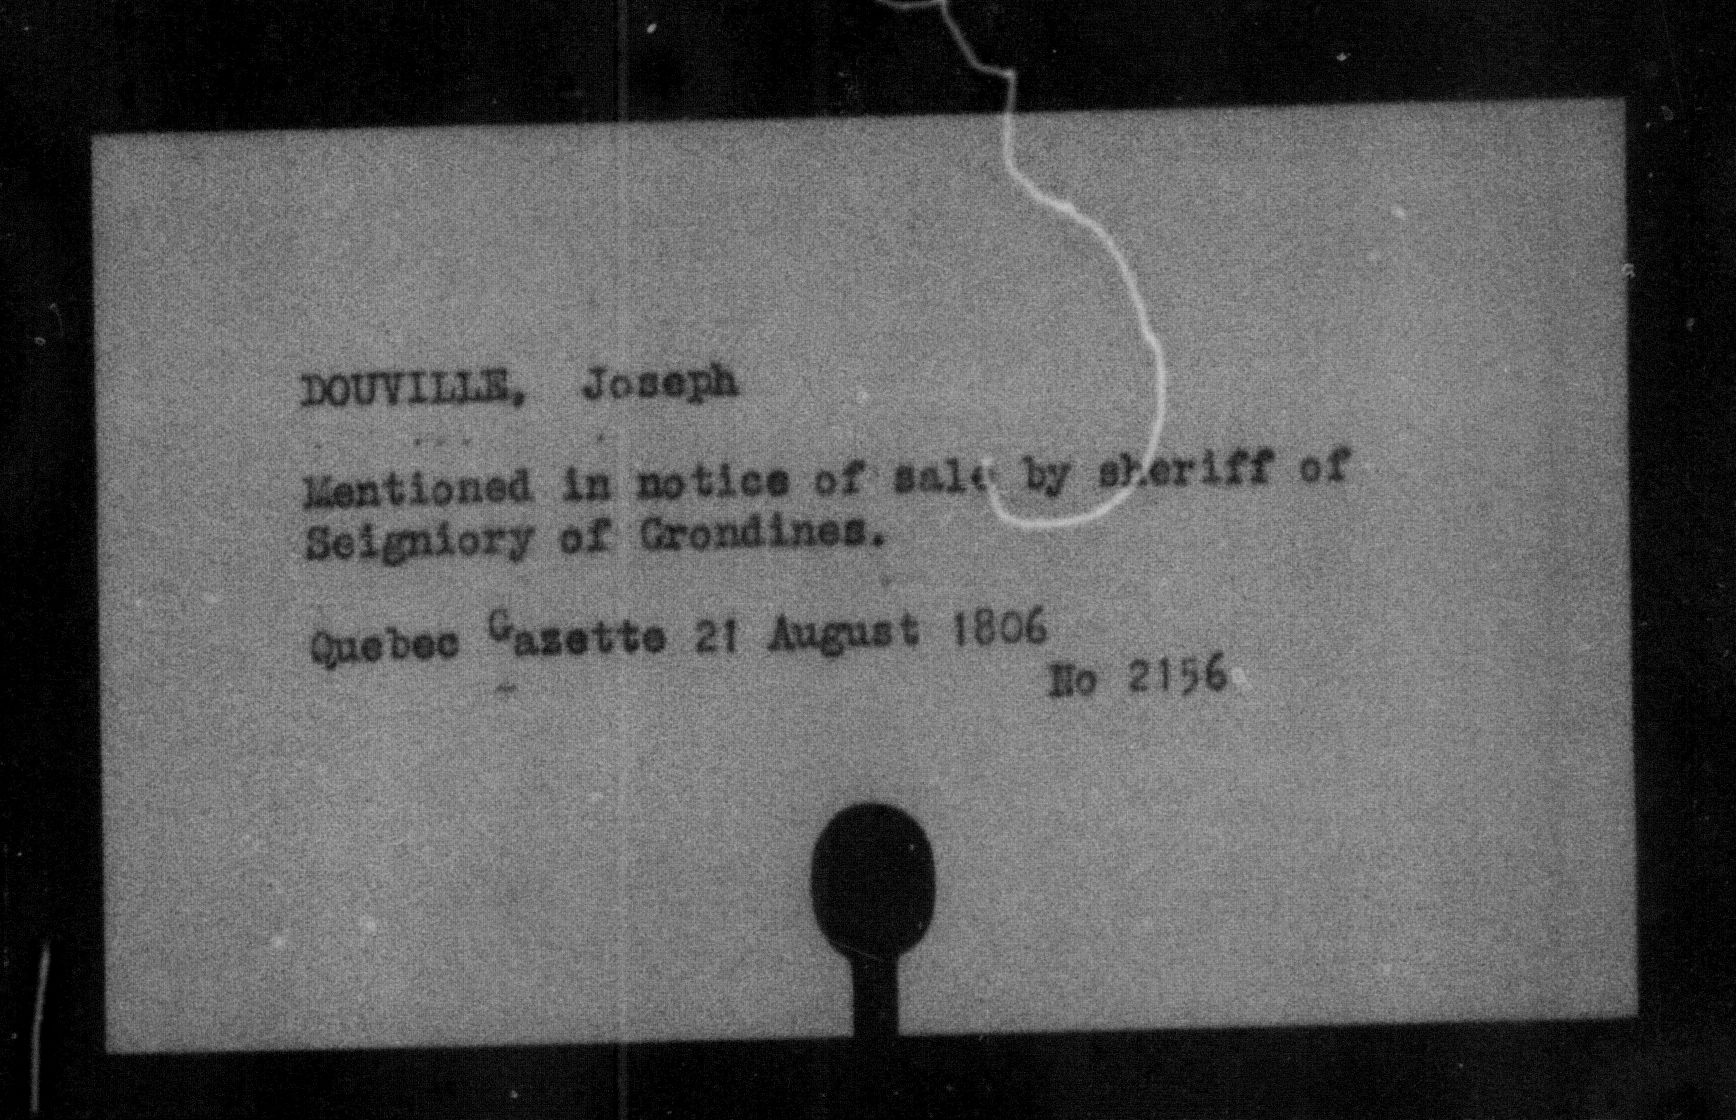 DOUVILLE, Joseph
Mentioned in notice of sale by sheriff of
Seigniory of Grondines.
Quebec Gazette 21 August 1806
No 2156